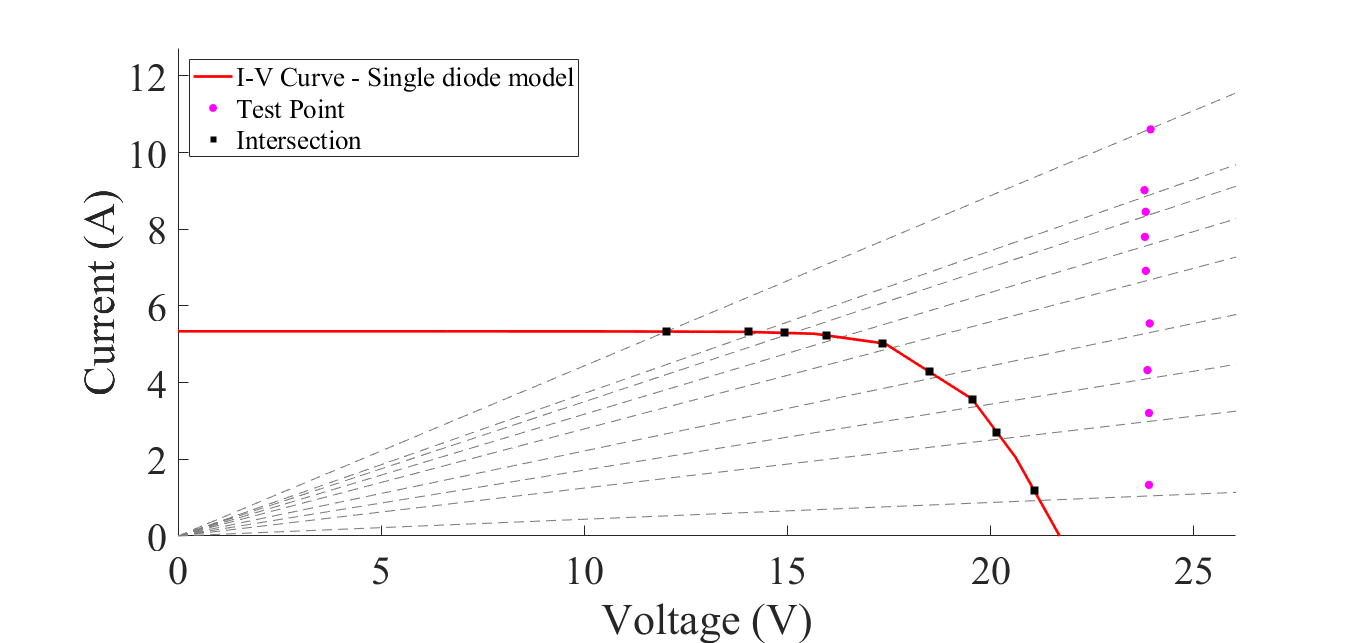 I-V Curve - Single diode model
Test Point
Intersection
12
10
8
6
4
2
0
Current (A)
0 5 10 15 20 25
Voltage (V)